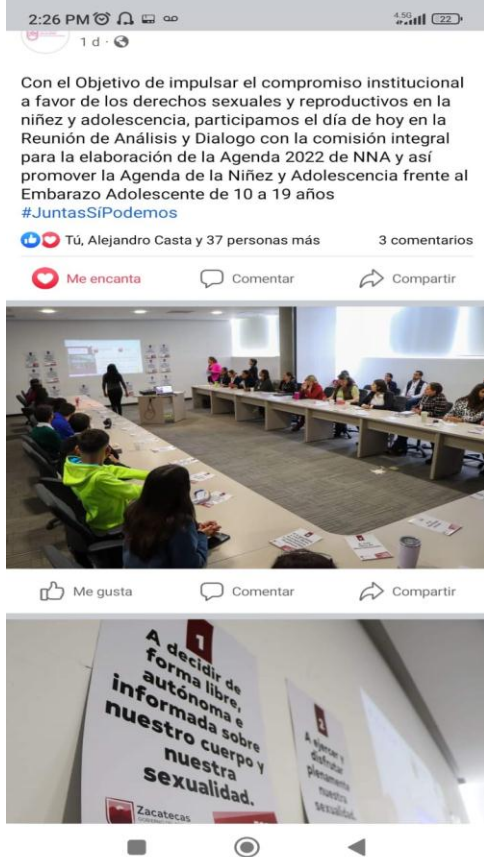 2:26 PM
4.5G
22
1 d
Con el Objetivo de impulsar el compromiso institucional
a favor de los derechos sexuales y reproductivos en la
niñez y adolescencia, participamos el día de hoy en la
Reunión de Análisis y Dialogo con la comisión integral
para la elaboración de la Agenda 2022 de NNA y así
promover la Agenda de la Niñez y Adolescencia frente al
Embarazo Adolescente de 10 a 19 años
#JuntasSíPodemos
Tú, Alejandro Casta y 37 personas más 3 comentarios
Me encanta Comentar Compartir
Me gusta Comentar Compartir
1
A decidir de
forma libre,
autónoma e
informada sobre
nuestro cuerpo y
nuestra
sexualidad.
Zacatecas
2
A ejercer y
disfrutar
plenamente
nuestra
sexualidad.